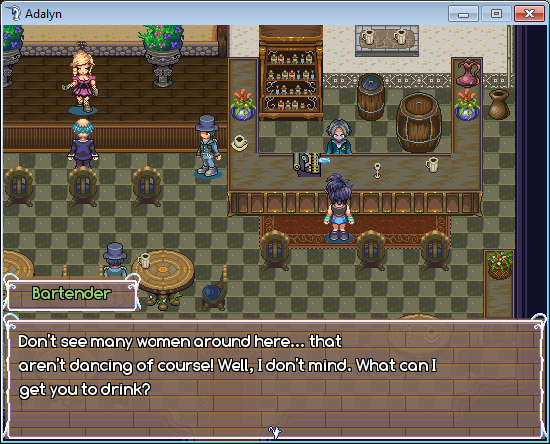 Adalyn
Bartender
Don't see many women around here... that
aren't dancing of course! Well, I don't mind. What can I
get you to drink?